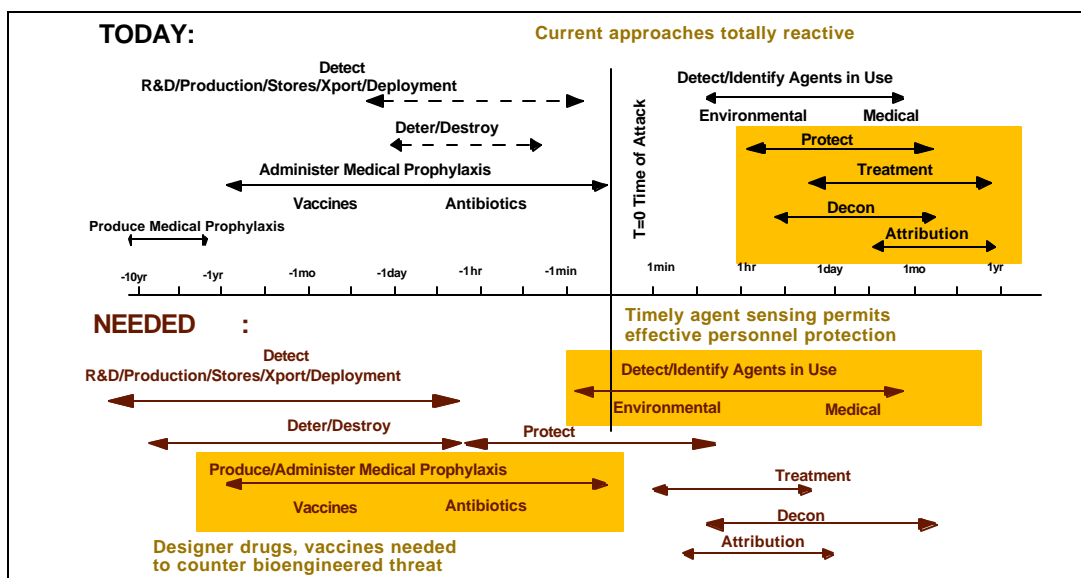 TODAY:
Current approaches totally reactive
Detect
R&D/Production/Stores/Xport/Deployment
Deter/Destroy
Administer Medical Prophylaxis
Vaccines
Antibiotics
Produce Medical Prophylaxis
T=0 Time of Attack
Detect/Identify Agents in Use
Environmental
Medical
Protect
Treatment
Decon
Attribution
-10yr
-1yr
-1mo
-1day
-1hr
-1min
1min
1hr
1day
1mo
1yr
NEEDED :
Timely agent sensing permits
effective personnel protection
Detect
R&D/Production/Stores/Xport/Deployment
Detect/Identify Agents in Use
Environmental
Medical
Deter/Destroy
Protect
Produce/Administer Medical Prophylaxis
Vaccines
Antibiotics
Treatment
Decon
Attribution
Designer drugs, vaccines needed
to counter bioengineered threat